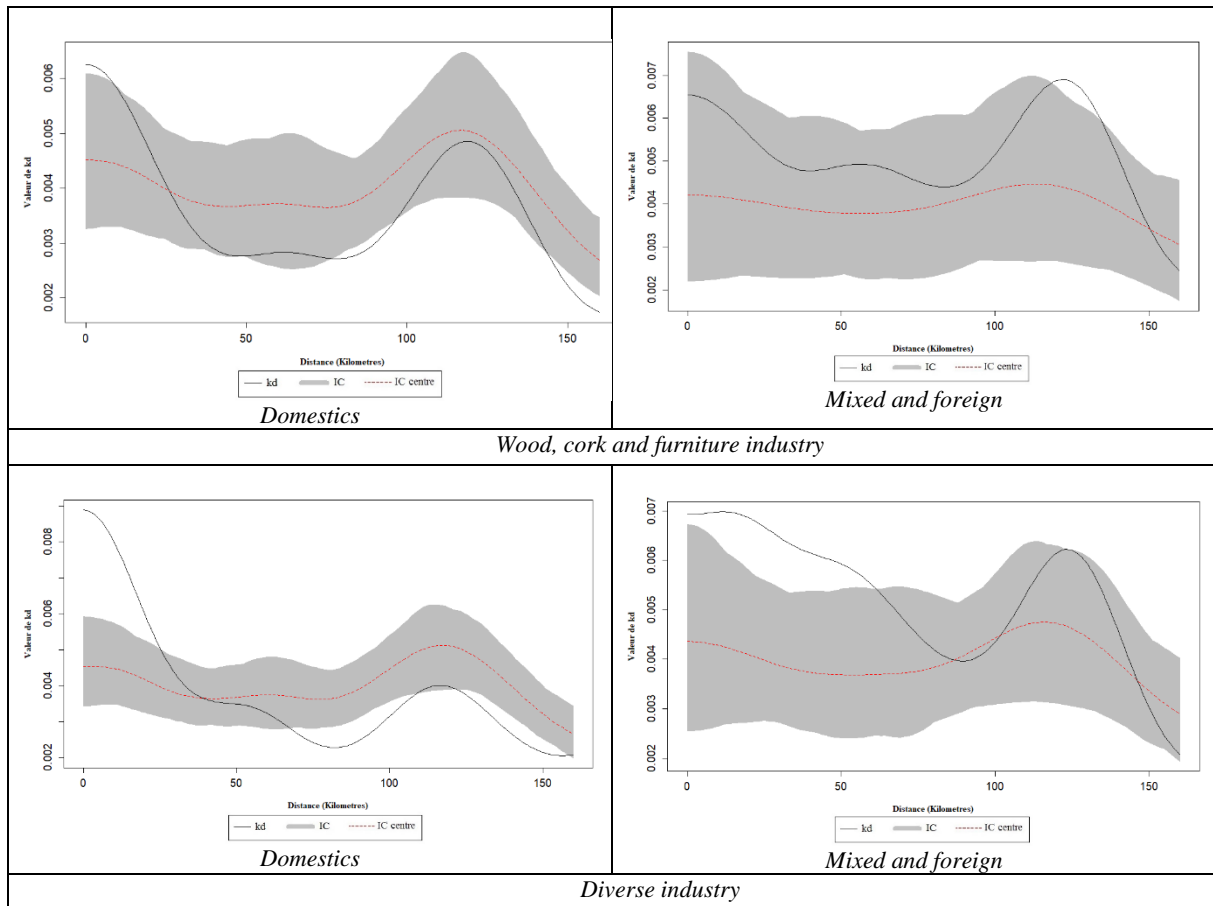 Valeur de kd
0.002 0.003 0.004 0.005 0.006
0 50 100 150
Distance (Kilometres)
kd IC IC centre
Domestics
Valeur de kd
0.002 0.003 0.004 0.005 0.006 0.007
0 50 100 150
Distance (Kilometres)
kd IC IC centre
Mixed and foreign
Wood, cork and furniture industry
Valeur de kd
0.002 0.004 0.006 0.008
0 50 100 150
Distance (Kilometres)
kd IC IC centre
Domestics
Valeur de kd
0.002 0.003 0.004 0.005 0.006 0.007
0 50 100 150
Distance (Kilometres)
kd IC IC centre
Mixed and foreign
Diverse industry